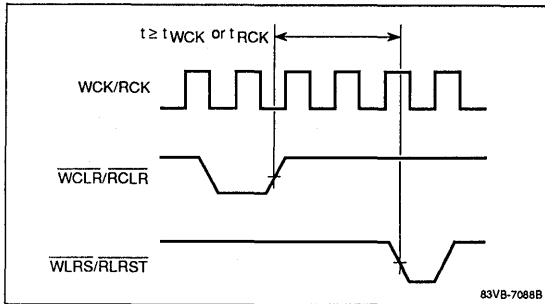 t ≥ tWCK or tRCK
WCK/RCK
WCLR/RCLR
WLRS/RLRST
83VB-7088B